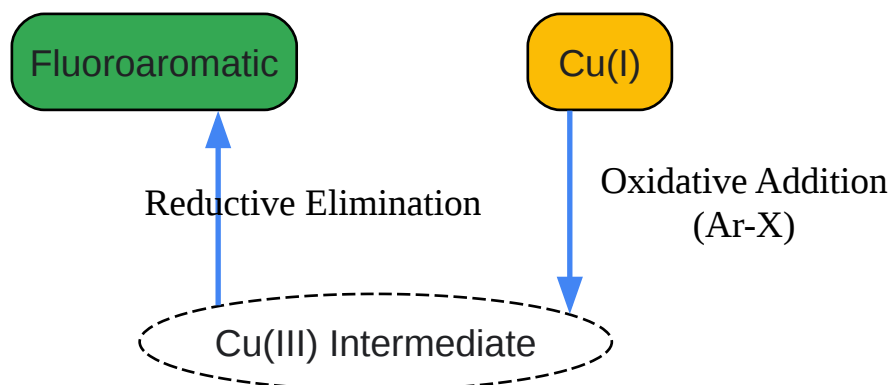 Fluoroaromatic
Cu(I)
Reductive Elimination
Oxidative Addition
(Ar-X)
Cu(III) Intermediate